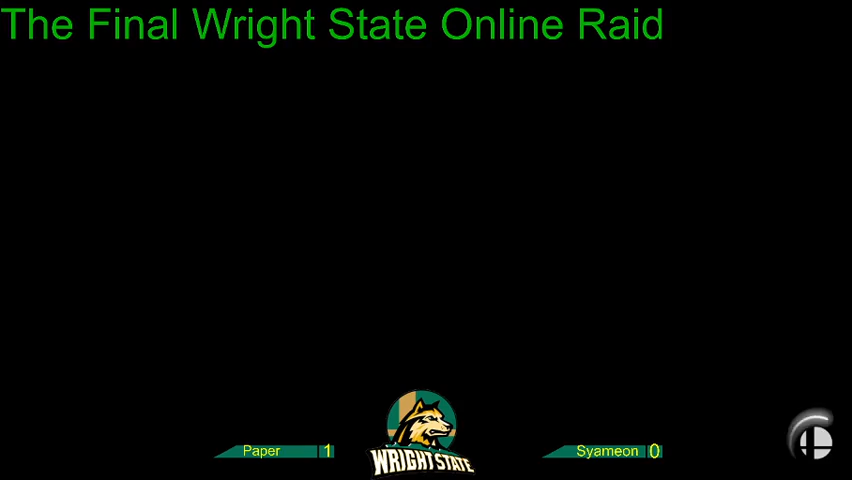 The Final Wright State Online Raid
Paper 1
WRIGHT STATE
Syameon 0